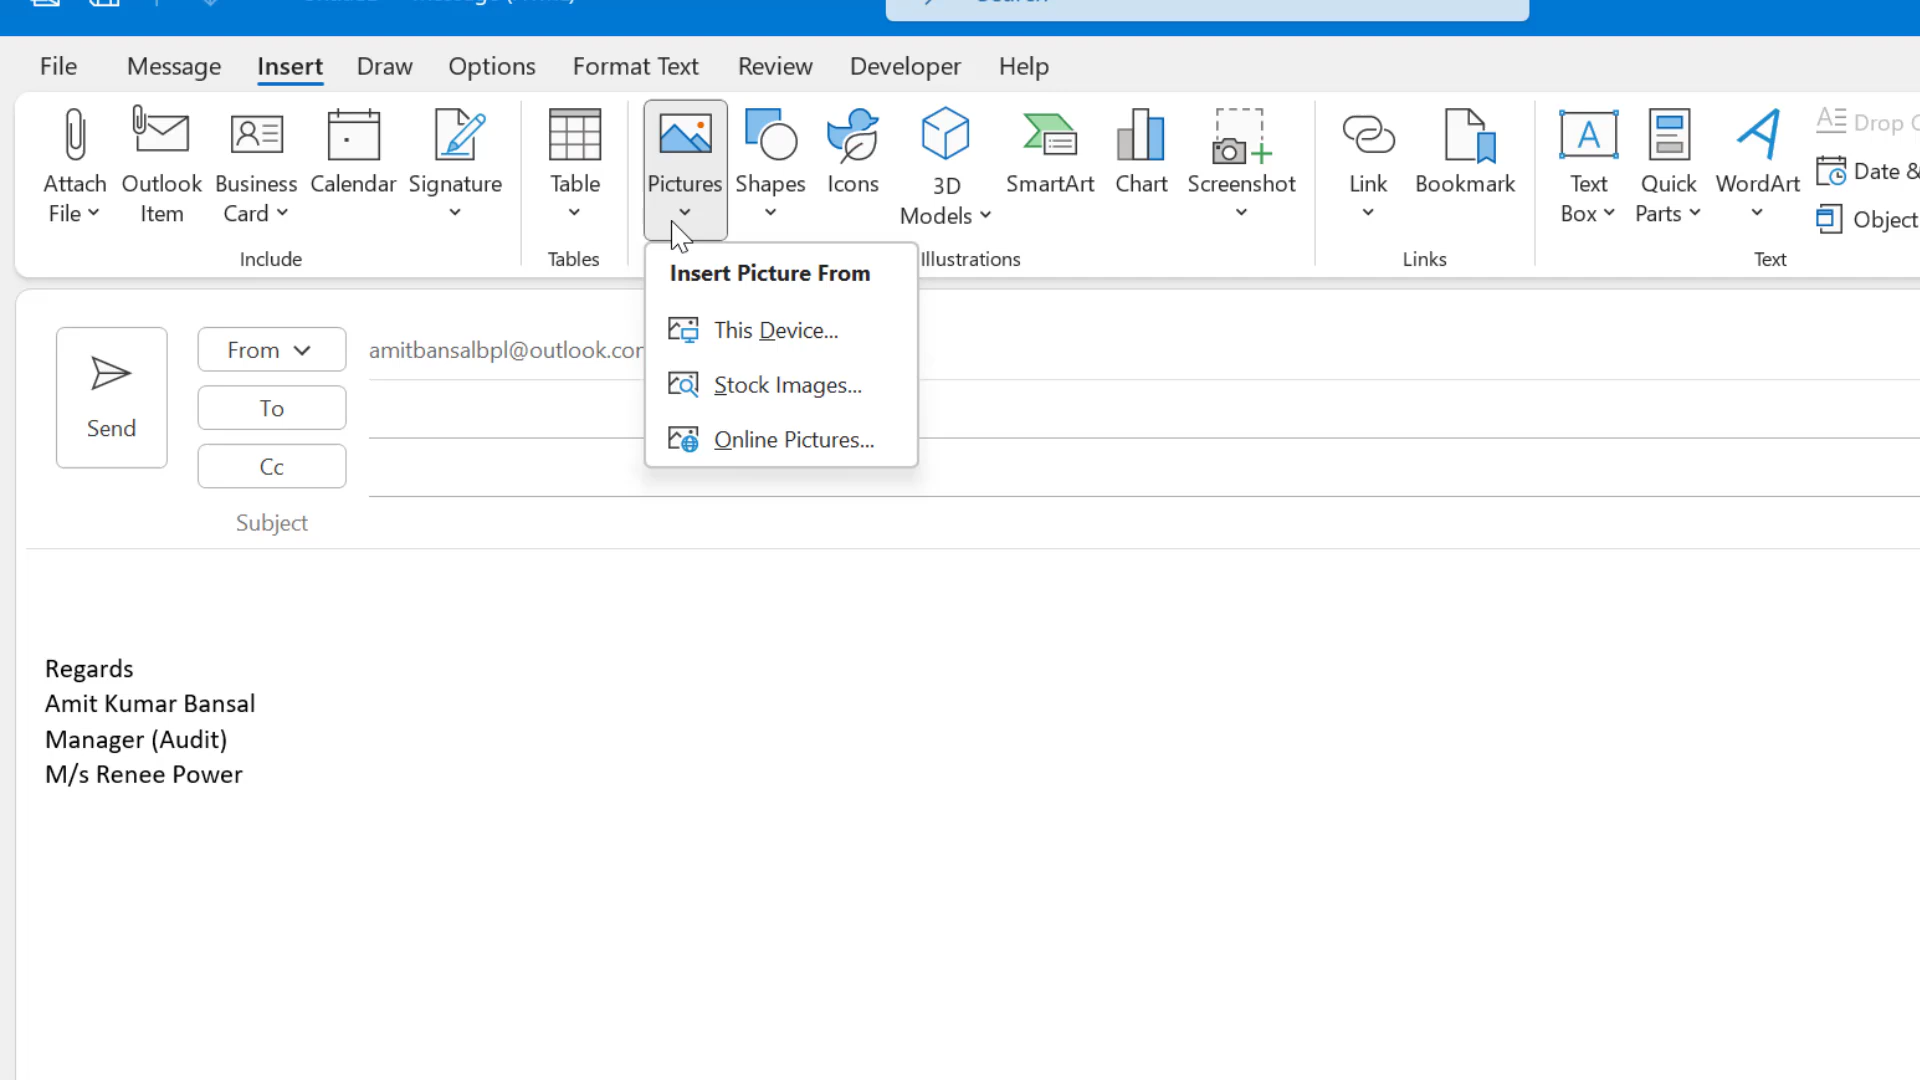 File Message Insert Draw Options Format Text Review Developer Help
Attach File
Outlook Item
Business Card
Calendar
Signature
Include
Table
Tables
Pictures
Shapes
Icons
3D Models
SmartArt
Chart
Screenshot
Illustrations
Link
Bookmark
Links
Text Box
Quick Parts
WordArt
Drop
Date &
Object
Text
Insert Picture From
This Device...
Stock Images...
Online Pictures...
Send
From
To
Cc
Subject
Regards
Amit Kumar Bansal
Manager (Audit)
M/s Renee Power